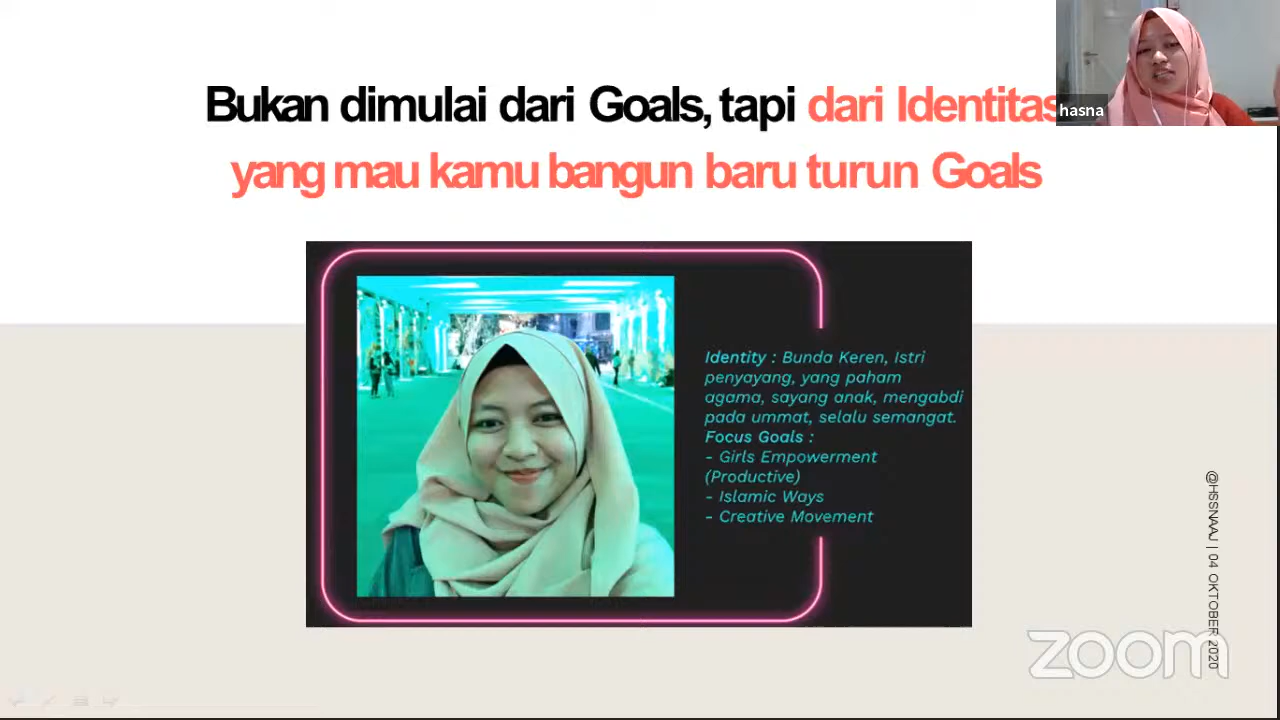 Bukan dimulai dari Goals, tapi dari Identitas
yang mau kamu bangun baru turun Goals
hasna
Identity : Bunda Keren, Istri
penyayang, yang paham
agama, sayang anak, mengabdi
pada ummat, selalu semangat.
Focus Goals :
- Girls Empowerment
(Productive)
- Islamic Ways
- Creative Movement
@HSSNAAJ | 04 OKTOBER 2020
zoom